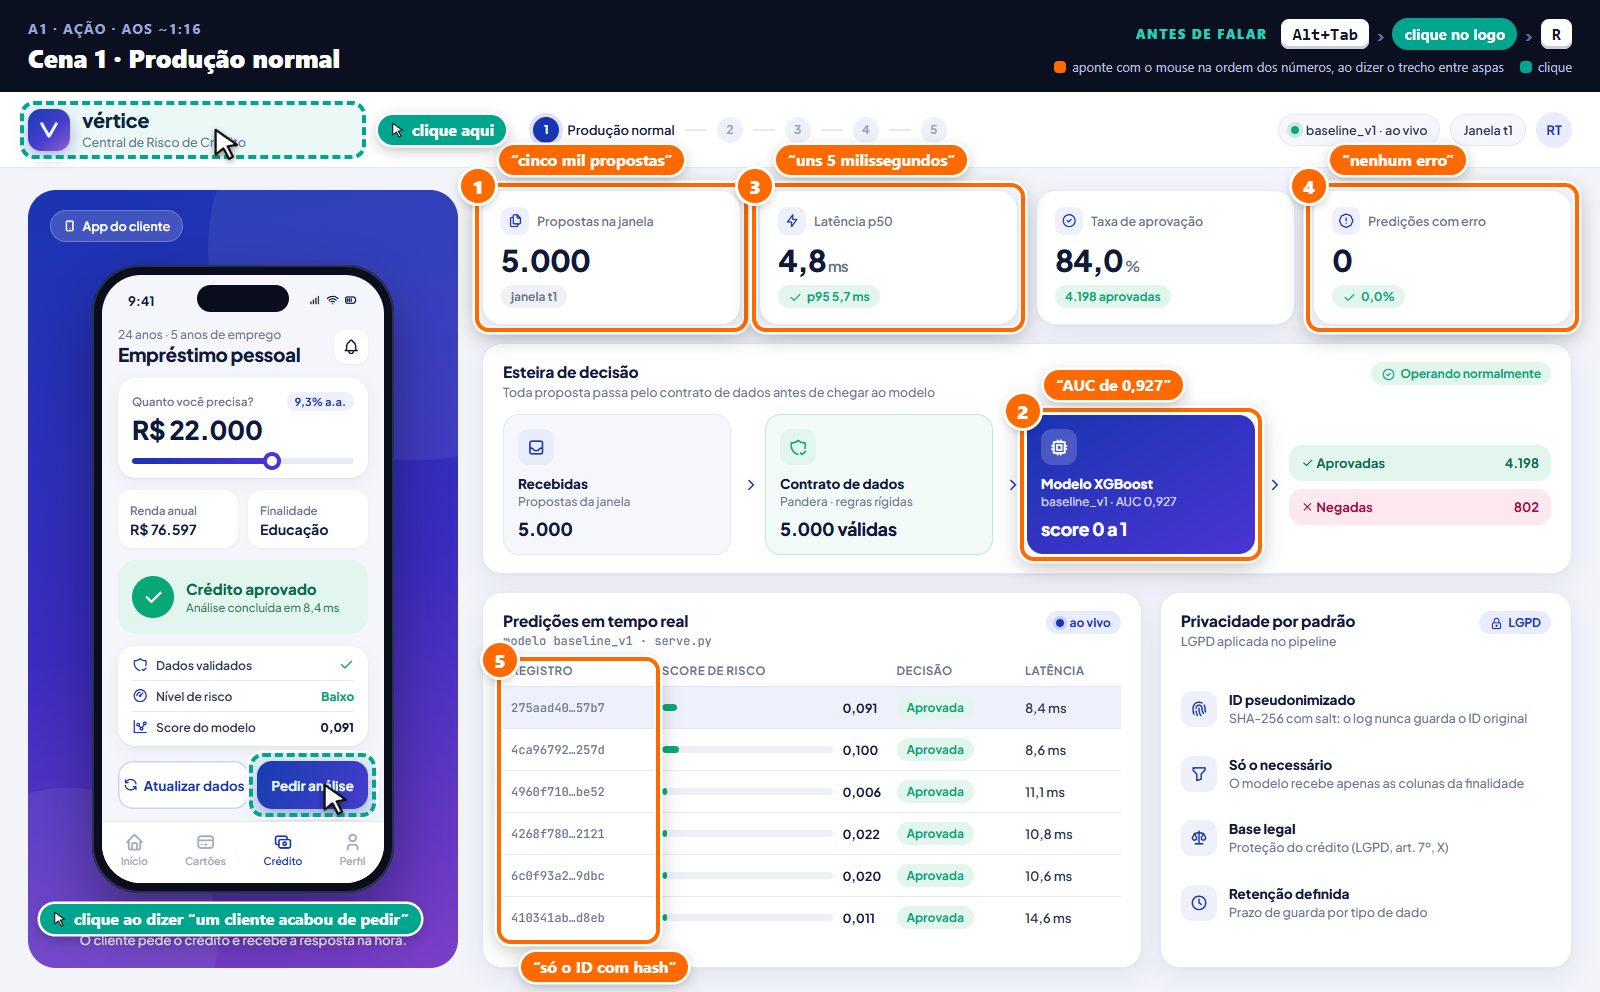 A1 · AÇÃO · AOS ~1:16
Cena 1 · Produção normal
ANTES DE FALAR Alt+Tab › clique no logo › R
aponte com o mouse na ordem dos números, ao dizer o trecho entre aspas clique
vértice
Central de Risco de Crédito
clique aqui
1 Produção normal 2 3 4 5
baseline_v1 · ao vivo Janela t1 RT
App do cliente
9:41
24 anos · 5 anos de emprego
Empréstimo pessoal
Quanto você precisa? 9,3% a.a.
R$ 22.000
Renda anual
R$ 76.597
Finalidade
Educação
Crédito aprovado
Análise concluída em 8,4 ms
Dados validados
Nível de risco Baixo
Score do modelo 0,091
Atualizar dados Pedir análise
Início Cartões Crédito Perfil
clique ao dizer “um cliente acabou de pedir”
O cliente pede o crédito e recebe a resposta na hora.
1 “cinco mil propostas”
Propostas na janela
5.000
janela t1
3 “uns 5 milissegundos”
Latência p50
4,8 ms
p95 5,7 ms
Taxa de aprovação
84,0 %
4.198 aprovadas
4 “nenhum erro”
Predições com erro
0
0,0%
Esteira de decisão
Toda proposta passa pelo contrato de dados antes de chegar ao modelo
Operando normalmente
Recebidas
Propostas da janela
5.000
Contrato de dados
Pandera · regras rígidas
5.000 válidas
2 “AUC de 0,927”
Modelo XGBoost
baseline_v1 · AUC 0,927
score 0 a 1
Aprovadas 4.198
Negadas 802
Predições em tempo real
modelo baseline_v1 · serve.py
ao vivo
5
REGISTRO SCORE DE RISCO DECISÃO LATÊNCIA
275aad40…57b7 0,091 Aprovada 8,4 ms
4ca96792…257d 0,100 Aprovada 8,6 ms
4960f710…be52 0,006 Aprovada 11,1 ms
4268f780…2121 0,022 Aprovada 10,8 ms
6c0f93a2…9dbc 0,020 Aprovada 10,6 ms
410341ab…d8eb 0,011 Aprovada 14,6 ms
“só o ID com hash”
Privacidade por padrão
LGPD aplicada no pipeline
LGPD
ID pseudonimizado
SHA-256 com salt: o log nunca guarda o ID original
Só o necessário
O modelo recebe apenas as colunas da finalidade
Base legal
Proteção do crédito (LGPD, art. 7º, X)
Retenção definida
Prazo de guarda por tipo de dado